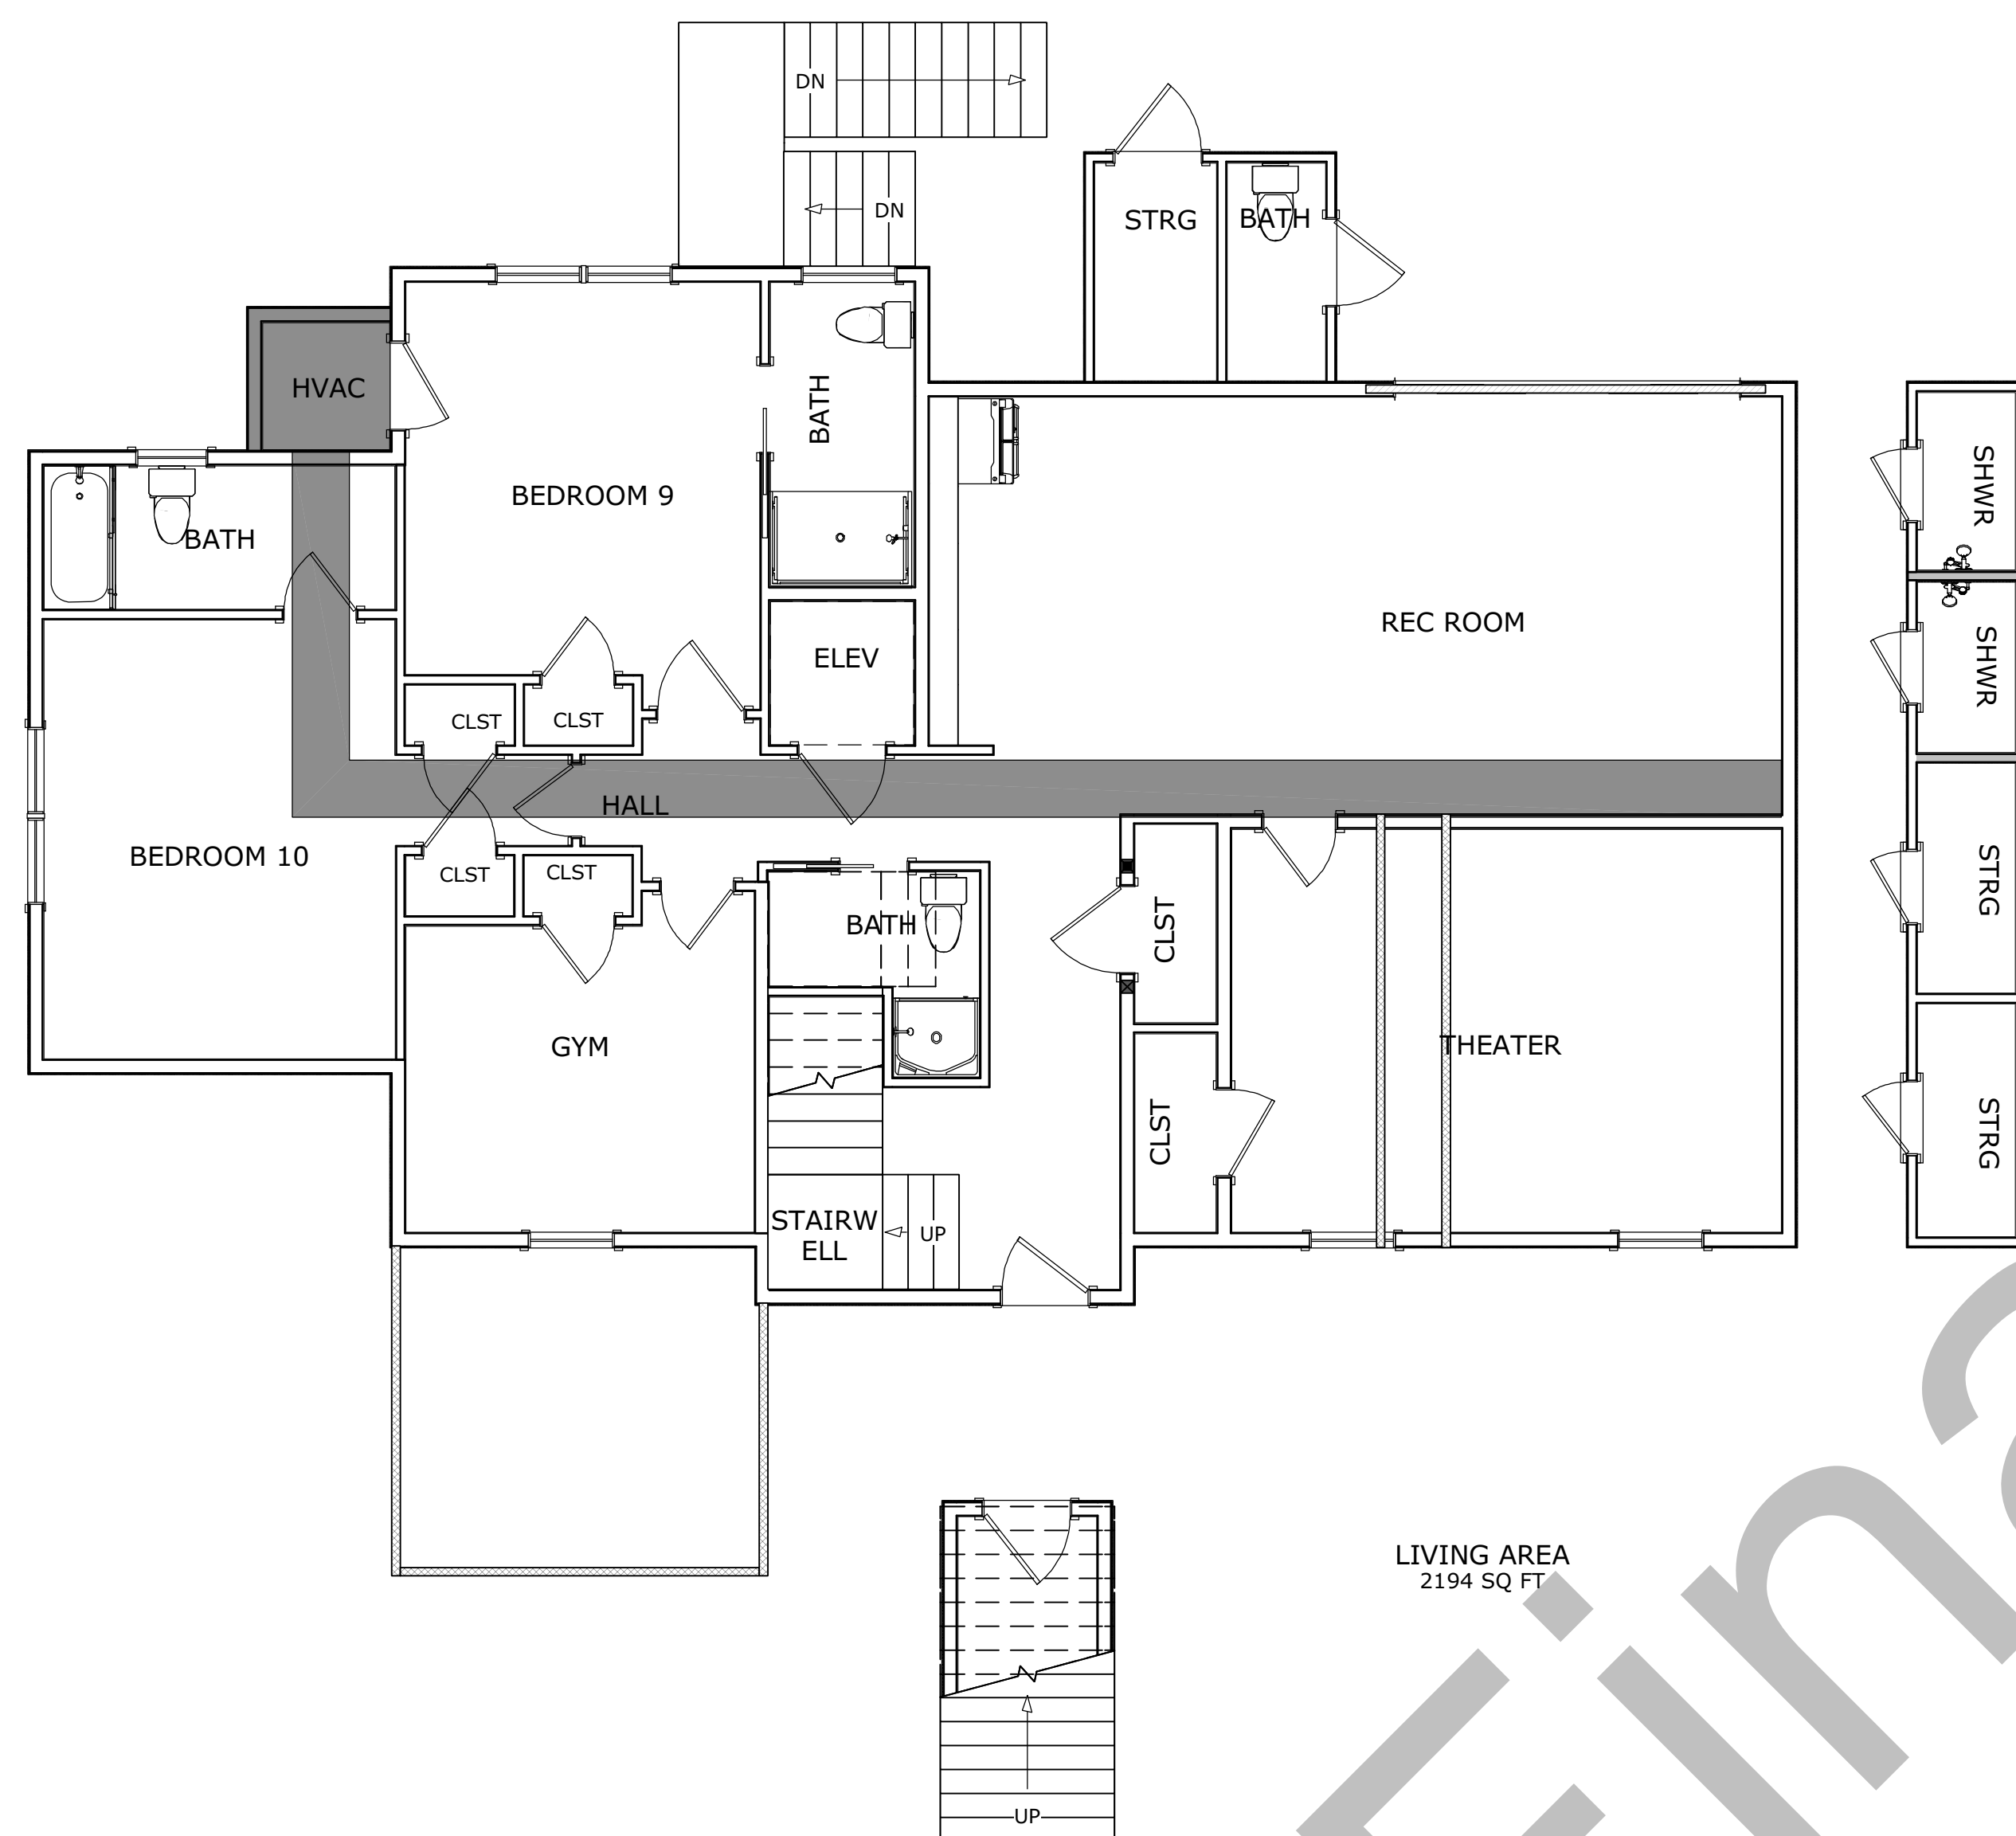 DN
DN
STRG
BATH
HVAC
BATH
BEDROOM 9
BATH
SHWR
REC ROOM
SHWR
ELEV
CLST
CLST
HALL
BEDROOM 10
CLST
CLST
BATH
CLST
STRG
GYM
THEATER
CLST
STRG
STAIRW
ELL
UP
LIVING AREA
2194 SQ FT
UP